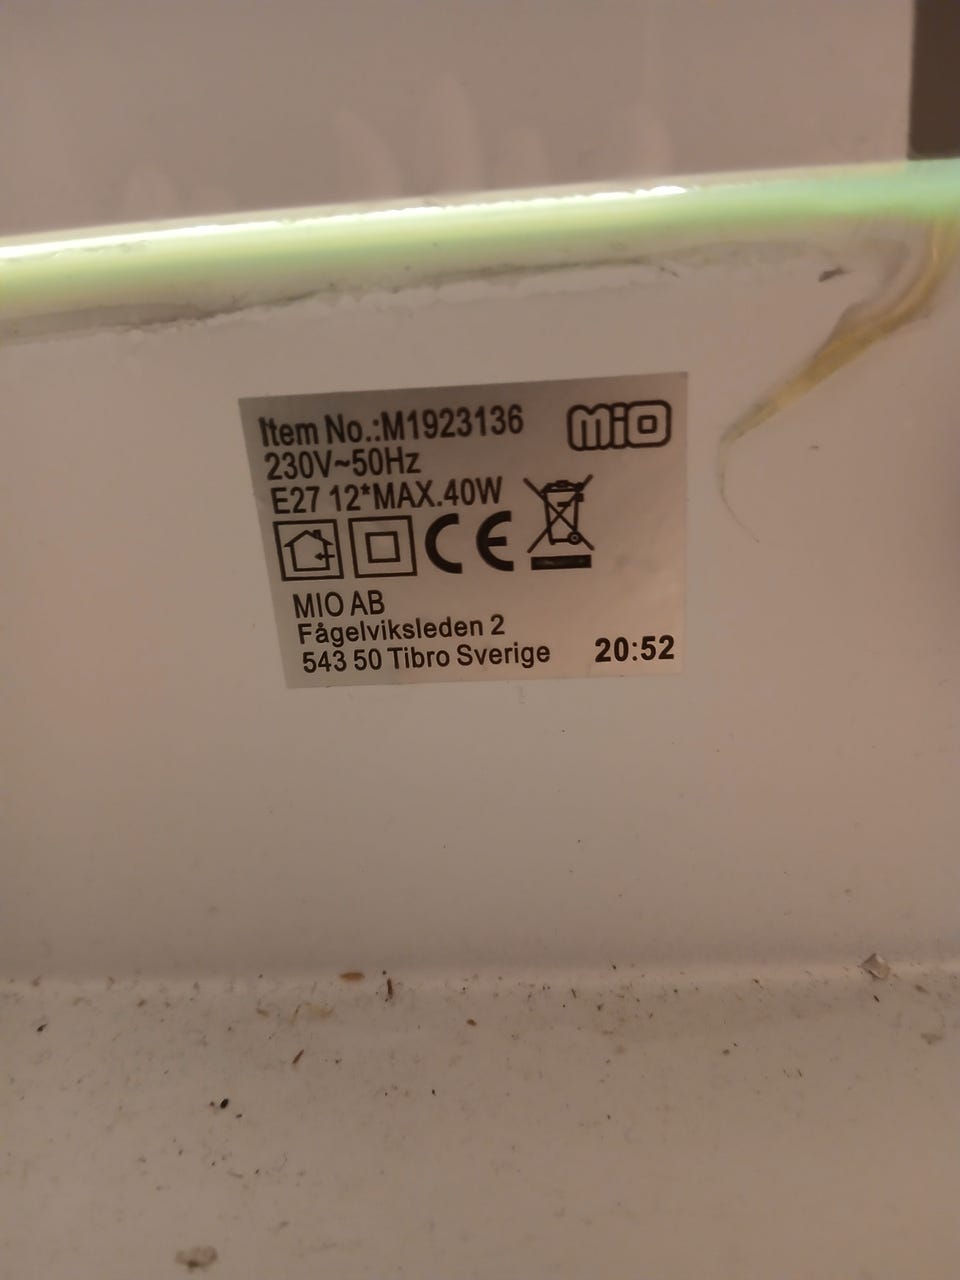 Item No.:M1923136
mio
230V~50Hz
E27 12*MAX.40W
CE
MIO AB
Fågelviksleden 2
543 50 Tibro Sverige
20:52